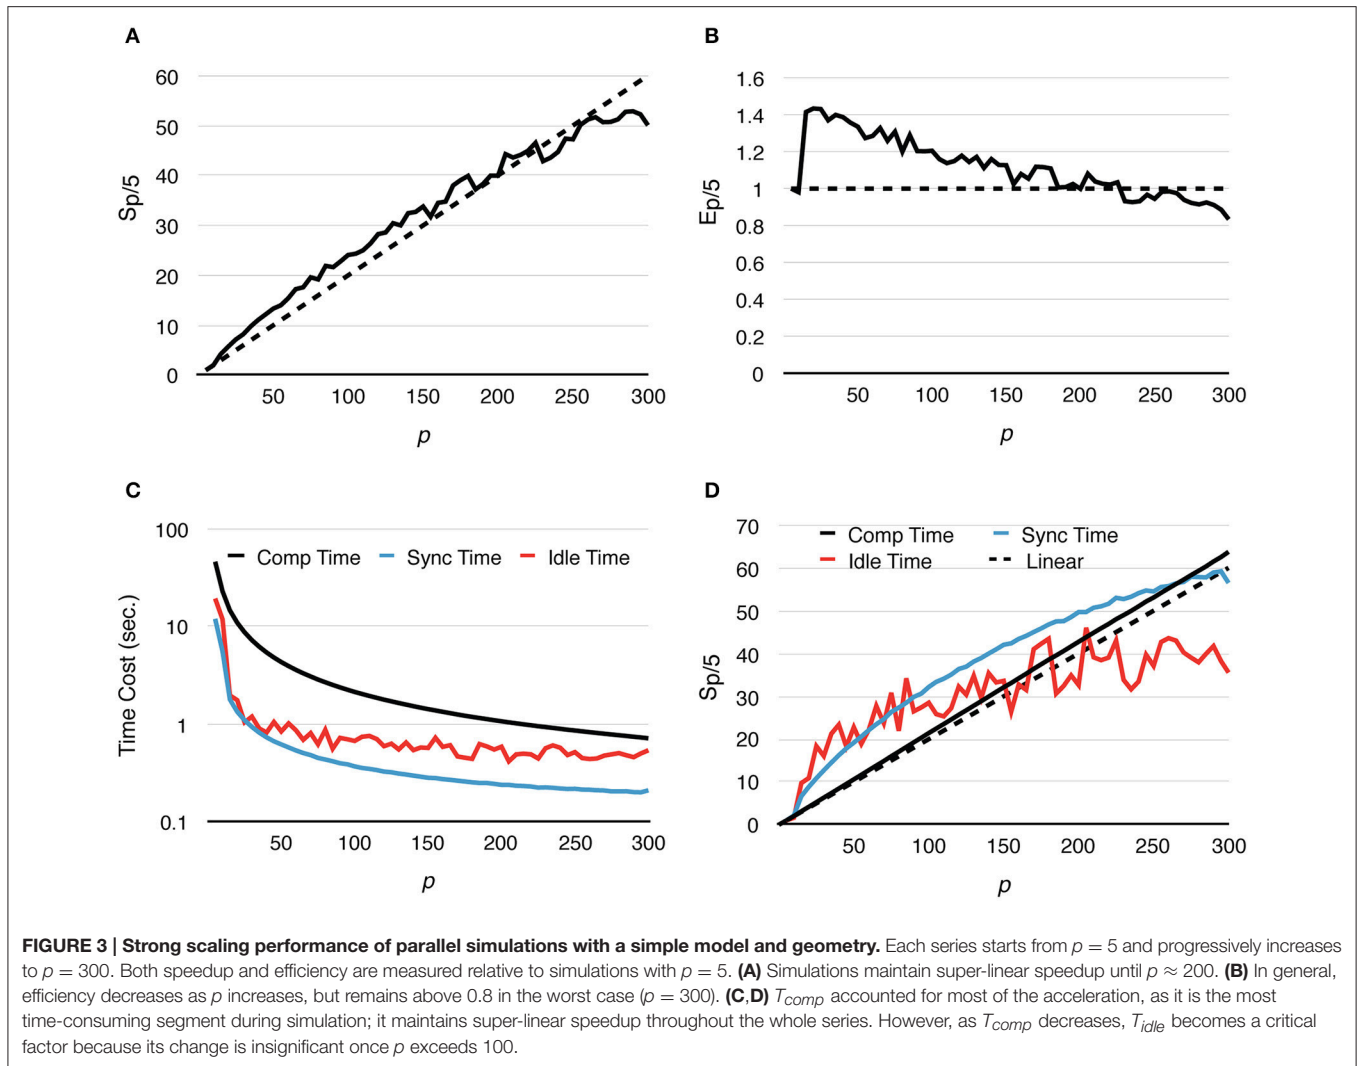 A
60
50
40
30
20
10
0
Sp/5
50 100 150 200 250 300
p
B
1.6
1.4
1.2
1
0.8
0.6
0.4
0.2
0
Ep/5
50 100 150 200 250 300
p
C
100
10
1
0.1
Time Cost (sec.)
Comp Time Sync Time Idle Time
50 100 150 200 250 300
p
D
70
60
50
40
30
20
10
0
Sp/5
Comp Time Sync Time
Idle Time Linear
50 100 150 200 250 300
p
FIGURE 3 | Strong scaling performance of parallel simulations with a simple model and geometry. Each series starts from p = 5 and progressively increases
to p = 300. Both speedup and efficiency are measured relative to simulations with p = 5. (A) Simulations maintain super-linear speedup until p ≈ 200. (B) In general,
efficiency decreases as p increases, but remains above 0.8 in the worst case (p = 300). (C,D) Tcomp accounted for most of the acceleration, as it is the most
time-consuming segment during simulation; it maintains super-linear speedup throughout the whole series. However, as Tcomp decreases, Tidle becomes a critical
factor because its change is insignificant once p exceeds 100.